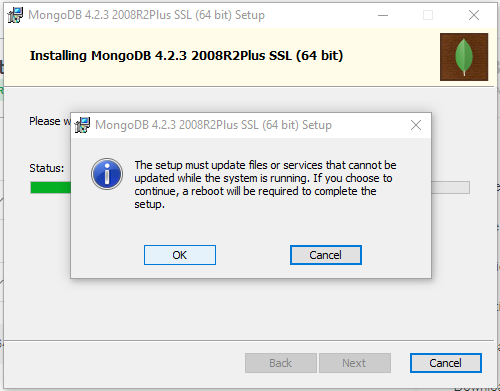 MongoDB 4.2.3 2008R2Plus SSL (64 bit) Setup
Installing MongoDB 4.2.3 2008R2Plus SSL (64 bit)
Please w
MongoDB 4.2.3 2008R2Plus SSL (64 bit) Setup
Status:
The setup must update files or services that cannot be
updated while the system is running. If you choose to
continue, a reboot will be required to complete the
setup.
OK Cancel
Back Next Cancel